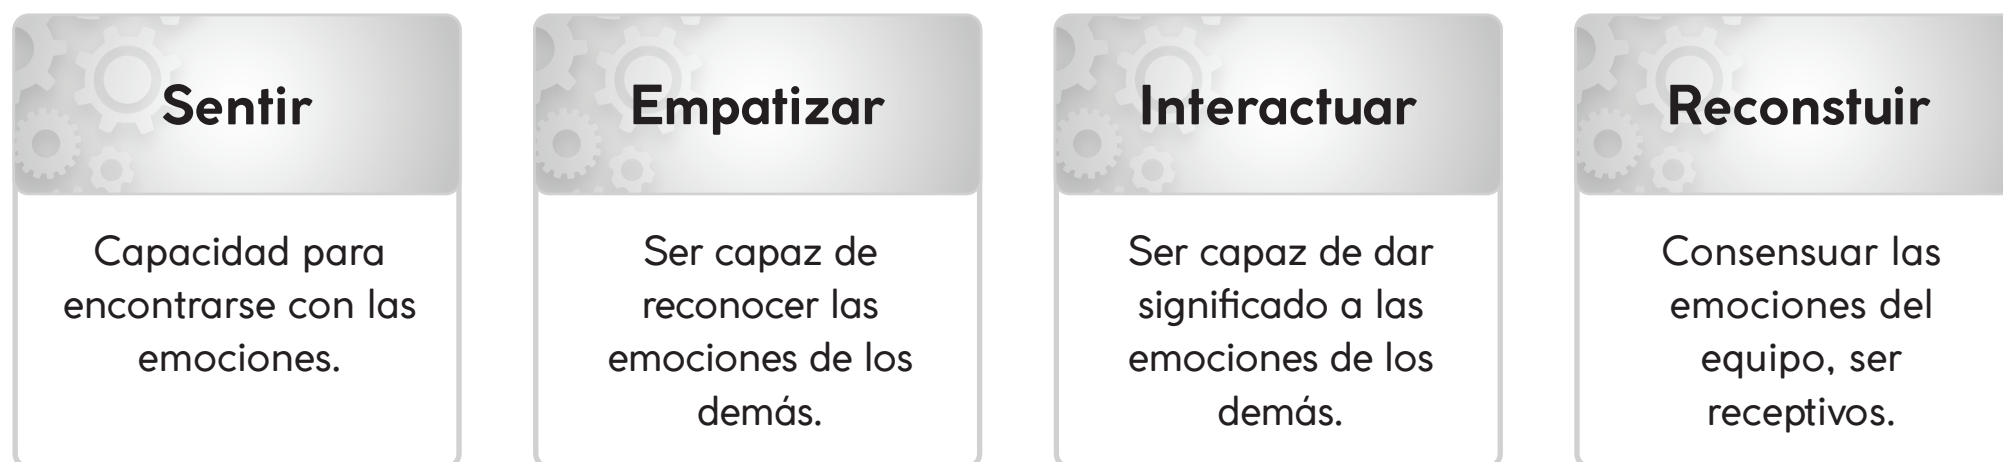 Sentir
Capacidad para
encontrarse con las
emociones.
Empatizar
Ser capaz de
reconocer las
emociones de los
demás.
Interactuar
Ser capaz de dar
significado a las
emociones de los
demás.
Reconstuir
Consensuar las
emociones del
equipo, ser
receptivos.